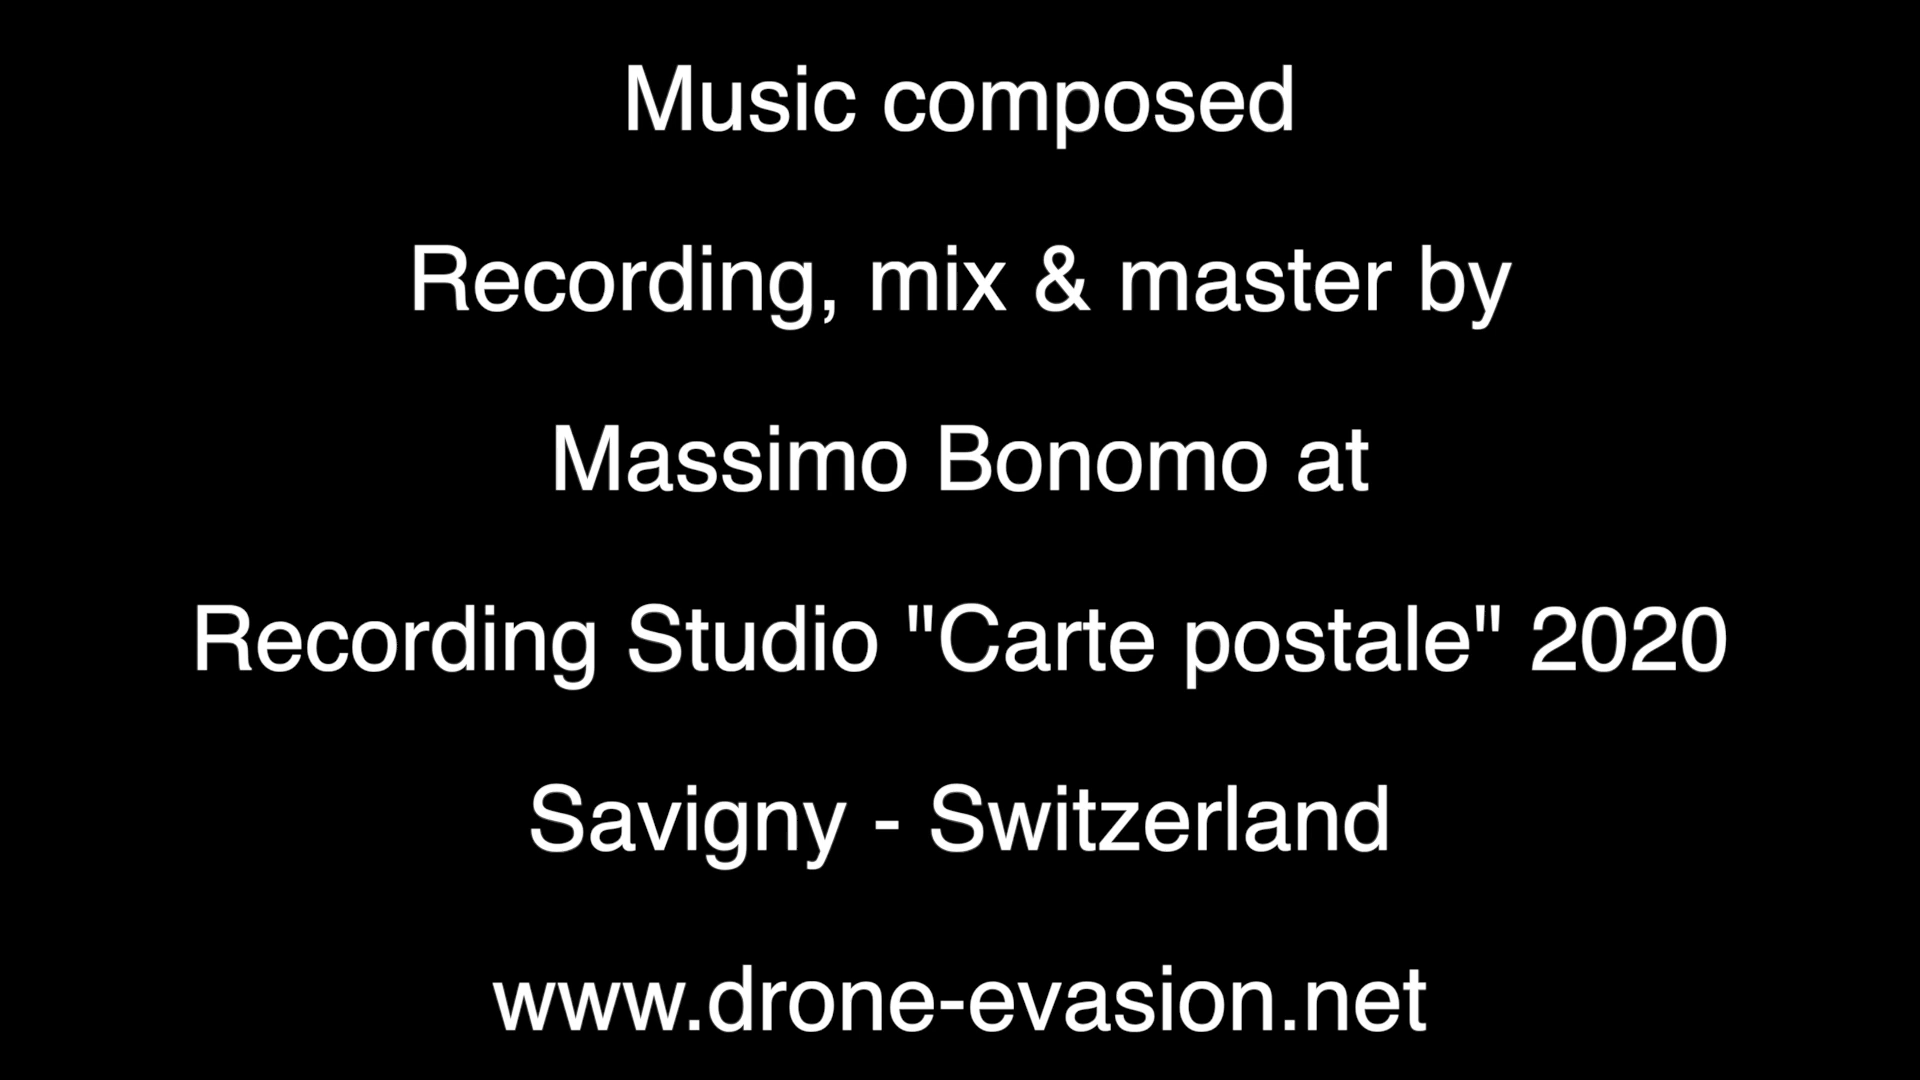 Music composed
Recording, mix & master by
Massimo Bonomo at
Recording Studio "Carte postale" 2020
Savigny - Switzerland
www.drone-evasion.net